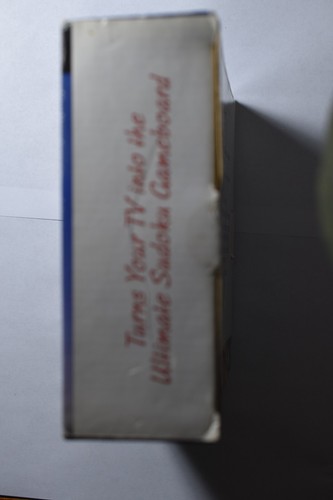 Turns Your TV into the
Ultimate Sudoku Gameboard